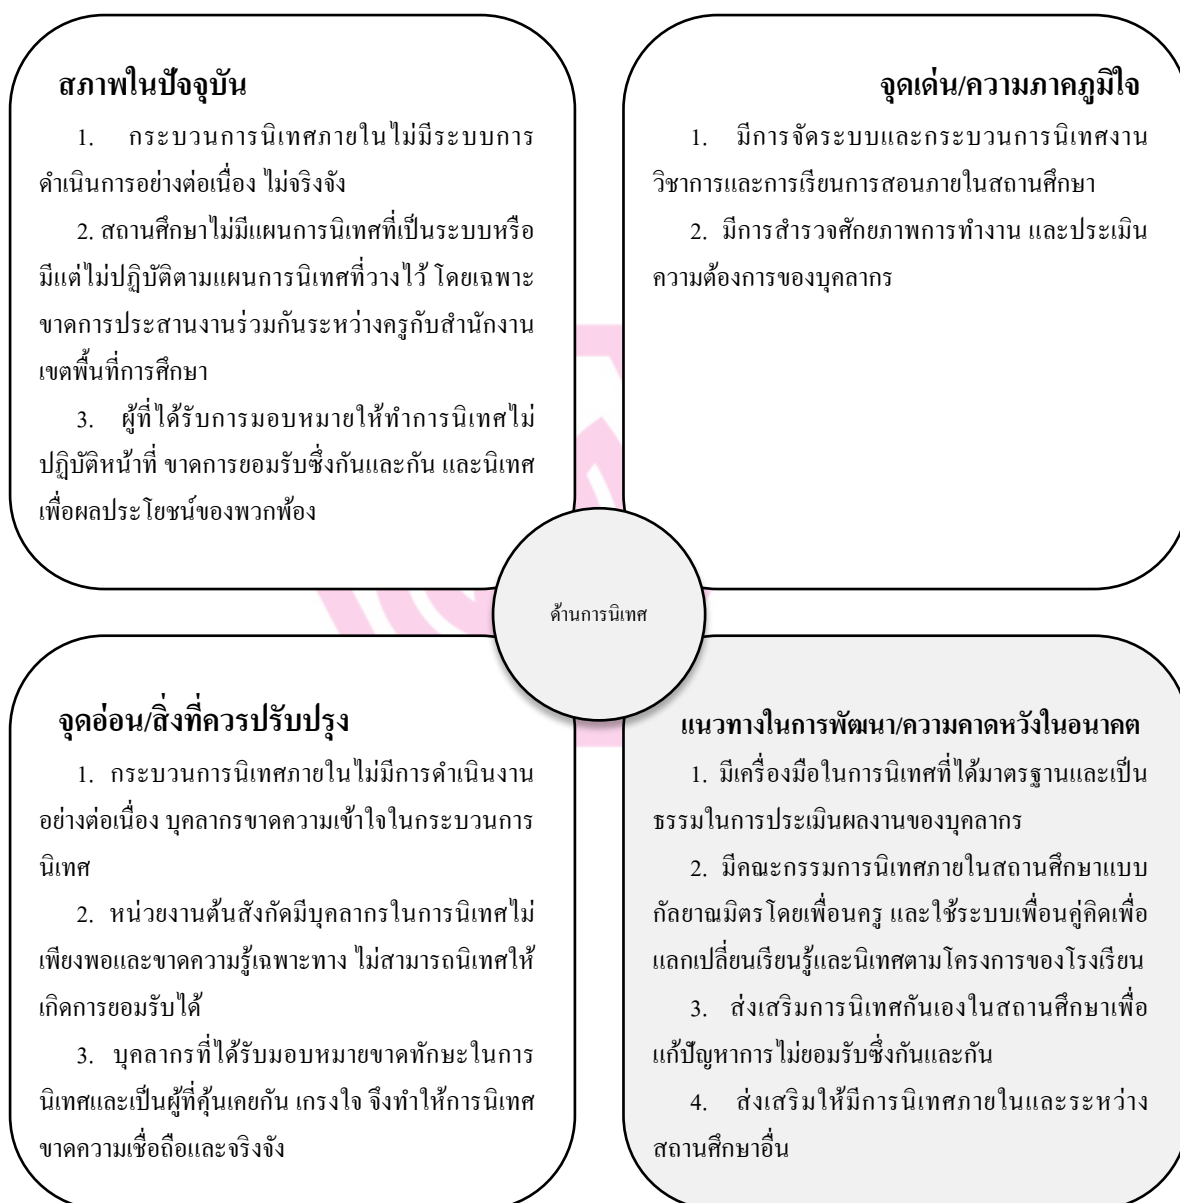 สภาพในปัจจุบัน
1. กระบวนการนิเทศภายในไม่มีระบบการ
ดำเนินการอย่างต่อเนื่อง ไม่จริงจัง
2. สถานศึกษาไม่มีแผนการนิเทศที่เป็นระบบหรือ
มีแต่ไม่ปฏิบัติตามแผนการนิเทศที่วางไว้ โดยเฉพาะ
ขาดการประสานงานร่วมกันระหว่างครูกับสำนักงาน
เขตพื้นที่การศึกษา
3. ผู้ที่ได้รับการมอบหมายให้ทำการนิเทศไม่
ปฏิบัติหน้าที่ ขาดการยอมรับซึ่งกันและกัน และนิเทศ
เพื่อผลประโยชน์ของพวกพ้อง
จุดเด่น/ความภาคภูมิใจ
1. มีการจัดระบบและกระบวนการนิเทศงาน
วิชาการและการเรียนการสอนภายในสถานศึกษา
2. มีการสำรวจศักยภาพการทำงาน และประเมิน
ความต้องการของบุคลากร
ด้านการนิเทศ
จุดอ่อน/สิ่งที่ควรปรับปรุง
1. กระบวนการนิเทศภายในไม่มีการดำเนินงาน
อย่างต่อเนื่อง บุคลากรขาดความเข้าใจในกระบวนการ
นิเทศ
2. หน่วยงานต้นสังกัดมีบุคลากรในการนิเทศไม่
เพียงพอและขาดความรู้เฉพาะทาง ไม่สามารถนิเทศให้
เกิดการยอมรับได้
3. บุคลากรที่ได้รับมอบหมายขาดทักษะในการ
นิเทศและเป็นผู้ที่คุ้นเคยกัน เกรงใจ จึงทำให้การนิเทศ
ขาดความเชื่อถือและจริงจัง
แนวทางในการพัฒนา/ความคาดหวังในอนาคต
1. มีเครื่องมือในการนิเทศที่ได้มาตรฐานและเป็น
ธรรมในการประเมินผลงานของบุคลากร
2. มีคณะกรรมการนิเทศภายในสถานศึกษาแบบ
กัลยาณมิตรโดยเพื่อนครู และใช้ระบบเพื่อนคู่คิดเพื่อ
แลกเปลี่ยนเรียนรู้และนิเทศตามโครงการของโรงเรียน
3. ส่งเสริมการนิเทศกันเองในสถานศึกษาเพื่อ
แก้ปัญหาการไม่ยอมรับซึ่งกันและกัน
4. ส่งเสริมให้มีการนิเทศภายในและระหว่าง
สถานศึกษาอื่น